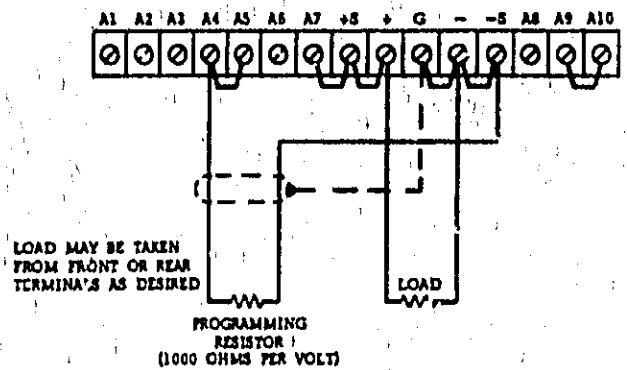 A1 A2 A3 A4 A5 A6 A7 +S + G - -S A8 A9 A10
LOAD MAY BE TAKEN
FROM FRONT OR REAR
TERMINALS AS DESIRED
LOAD
PROGRAMMING
RESISTOR
(1000 OHMS PER VOLT)